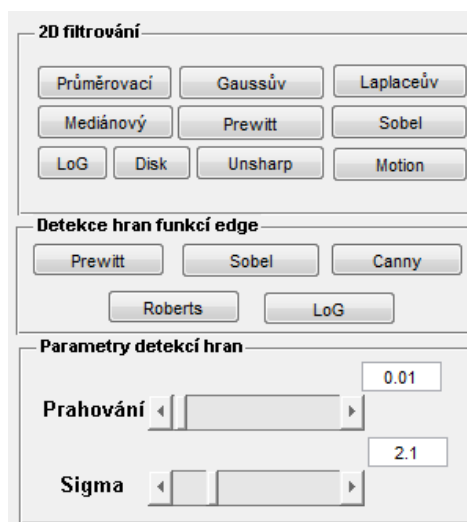 2D filtrování
Průměrovací Gaussův Laplaceův
Mediánový Prewitt Sobel
LoG Disk Unsharp Motion
Detekce hran funkcí edge
Prewitt Sobel Canny
Roberts LoG
Parametry detekcí hran
0.01
Prahování
2.1
Sigma